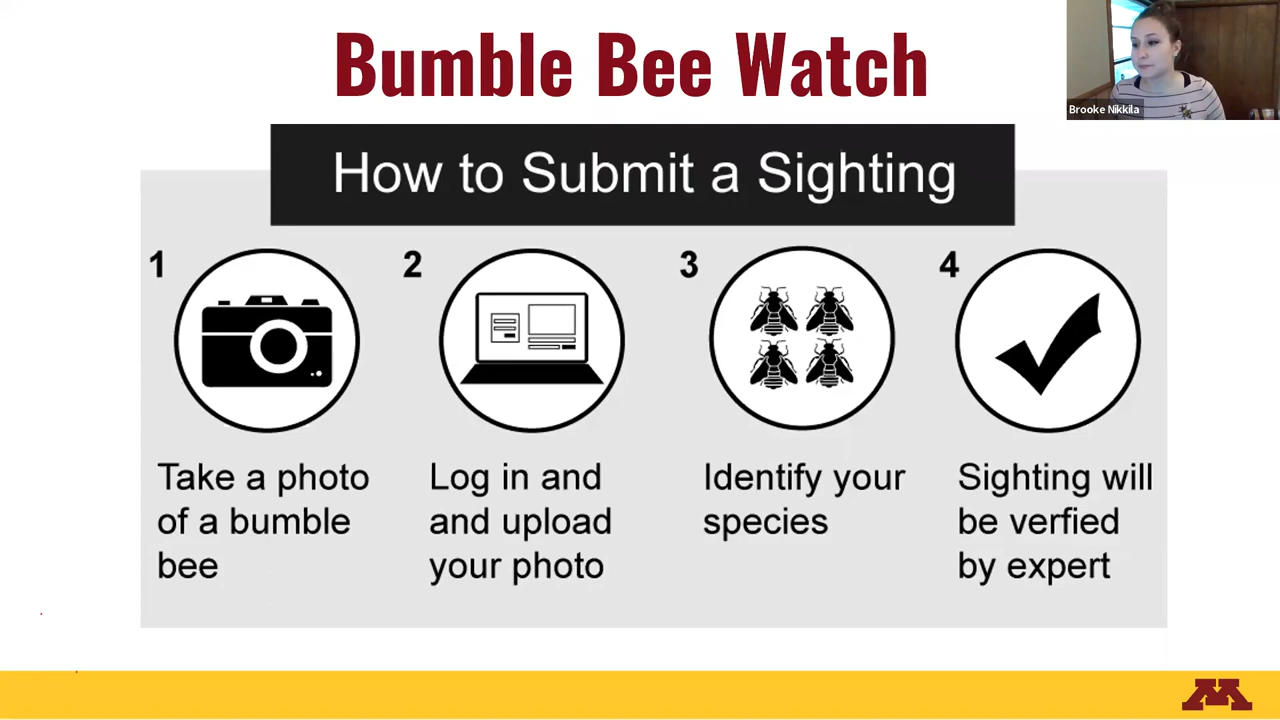 Bumble Bee Watch
Brooke Nikkila
How to Submit a Sighting
1
Take a photo
of a bumble
bee
2
Log in and
and upload
your photo
3
Identify your
species
4
Sighting will
be verfied
by expert
M